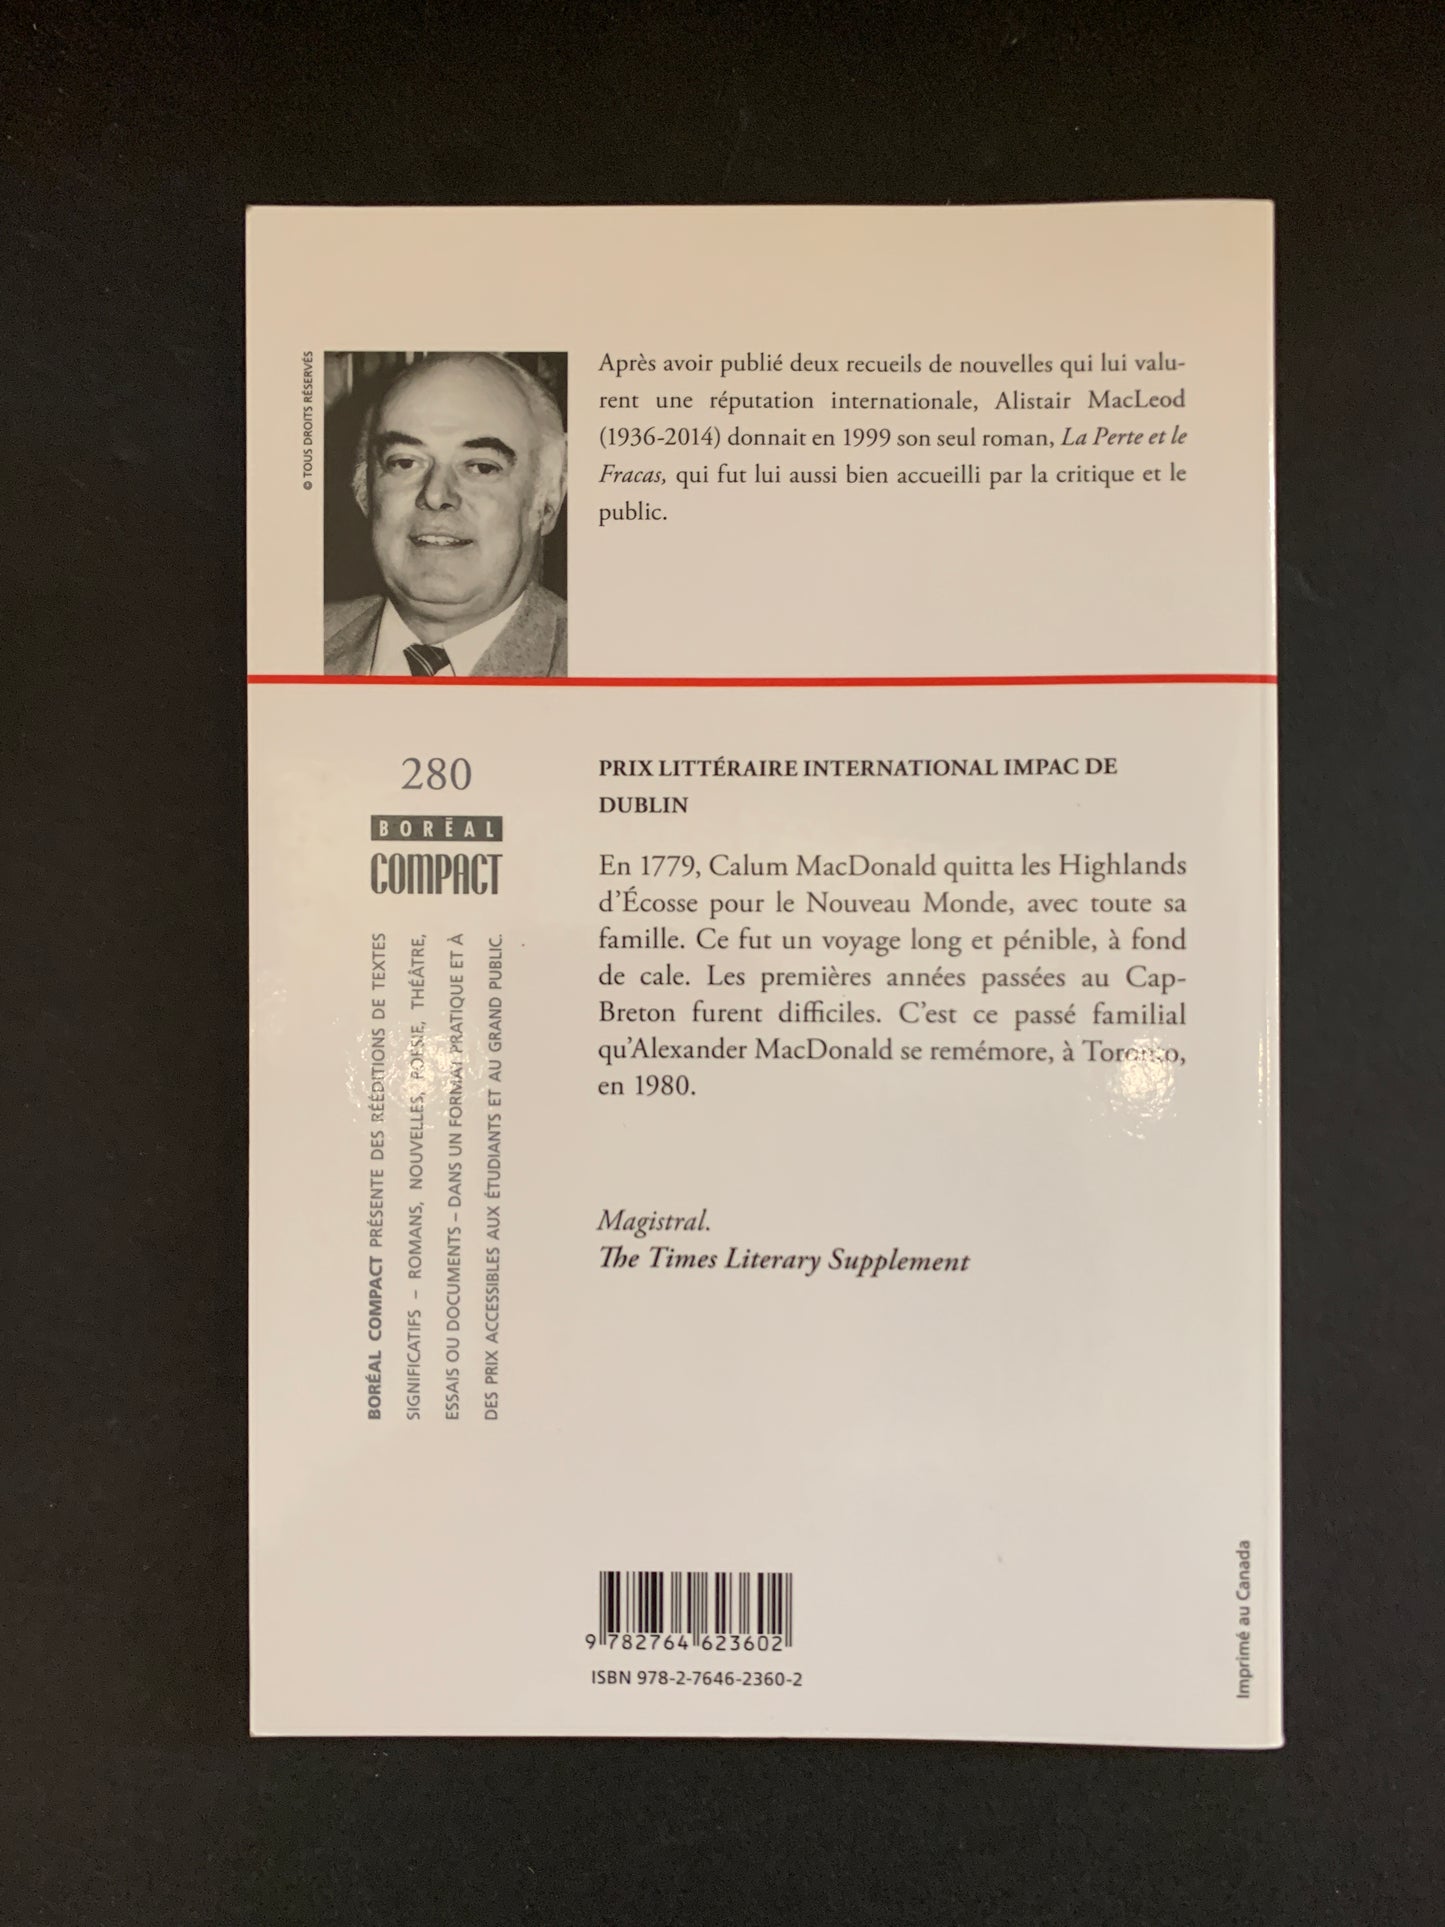 © TOUS DROITS RÉSERVÉS
Après avoir publié deux recueils de nouvelles qui lui valu-
rent une réputation internationale, Alistair MacLeod
(1936-2014) donnait en 1999 son seul roman, La Perte et le
Fracas, qui fut lui aussi bien accueilli par la critique et le
public.
280
BORÉAL
COMPACT
BORÉAL COMPACT PRÉSENTE DES RÉÉDITIONS DE TEXTES
SIGNIFICATIFS – ROMANS, NOUVELLES, POÉSIE, THÉÂTRE,
ESSAIS OU DOCUMENTS – DANS UN FORMAT PRATIQUE ET À
DES PRIX ACCESSIBLES AUX ÉTUDIANTS ET AU GRAND PUBLIC.
PRIX LITTÉRAIRE INTERNATIONAL IMPAC DE
DUBLIN
En 1779, Calum MacDonald quitta les Highlands
d'Écosse pour le Nouveau Monde, avec toute sa
famille. Ce fut un voyage long et pénible, à fond
de cale. Les premières années passées au Cap-
Breton furent difficiles. C'est ce passé familial
qu'Alexander MacDonald se remémore, à Toronto,
en 1980.
Magistral.
The Times Literary Supplement
9 782764 623602
ISBN 978-2-7646-2360-2
Imprimé au Canada